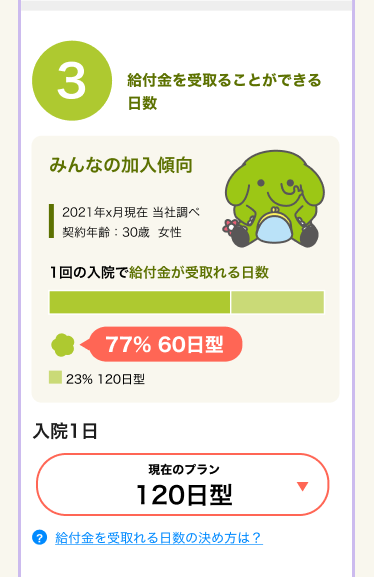 3
給付金を受取ることができる
日数
みんなの加入傾向
2021年x月現在 当社調べ
契約年齢：30歳 女性
1回の入院で給付金が受取れる日数
77% 60日型
23% 120日型
入院1日
現在のプラン
120日型
? 給付金を受取れる日数の決め方は？